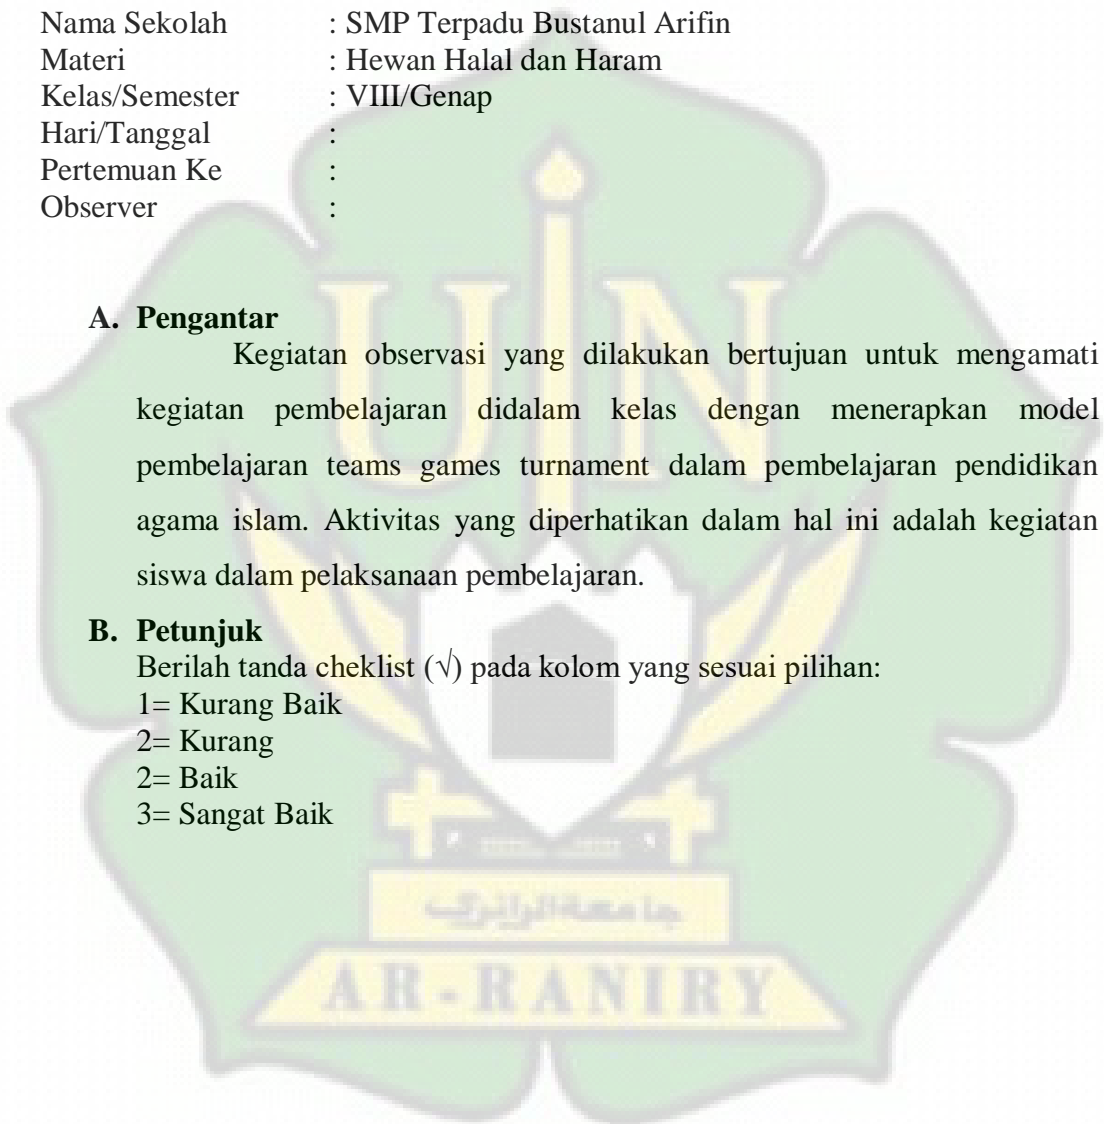 Nama Sekolah : SMP Terpadu Bustanul Arifin
Materi : Hewan Halal dan Haram
Kelas/Semester : VIII/Genap
Hari/Tanggal :
Pertemuan Ke :
Observer :
A. Pengantar
Kegiatan observasi yang dilakukan bertujuan untuk mengamati
kegiatan pembelajaran didalam kelas dengan menerapkan model
pembelajaran teams games turnament dalam pembelajaran pendidikan
agama islam. Aktivitas yang diperhatikan dalam hal ini adalah kegiatan
siswa dalam pelaksanaan pembelajaran.
B. Petunjuk
Berilah tanda cheklist (√) pada kolom yang sesuai pilihan:
1= Kurang Baik
2= Kurang
2= Baik
3= Sangat Baik
UIN
جامعة الرانري
AR-RANIRY